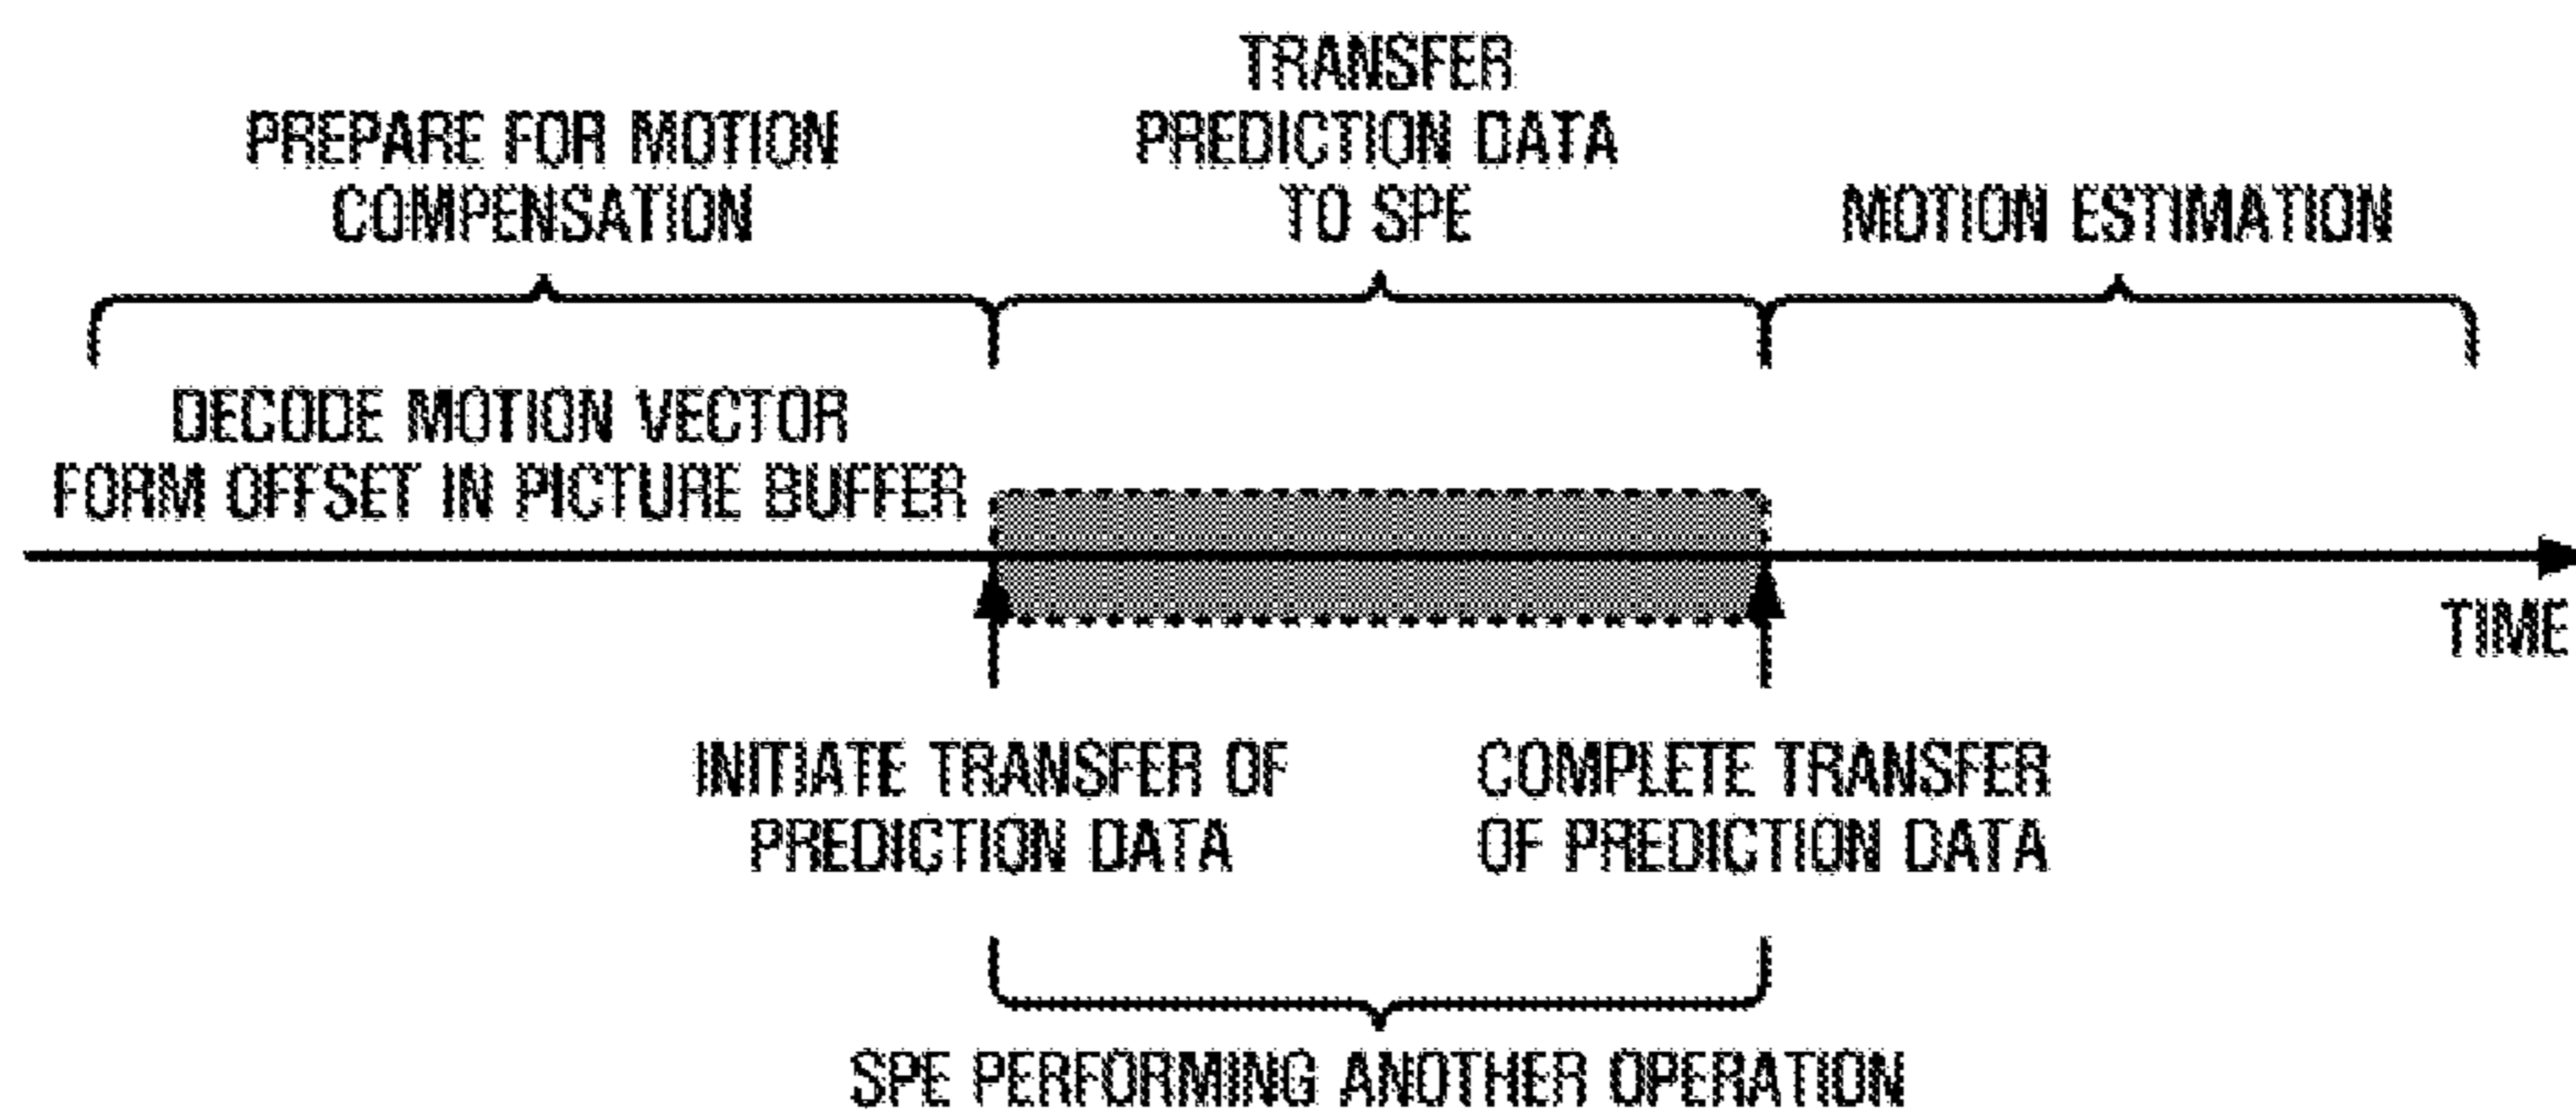 PREPARE FOR MOTION
COMPENSATION
TRANSFER
PREDICTION DATA
TO SPE
MOTION ESTIMATION
DECODE MOTION VECTOR
FORM OFFSET IN PICTURE BUFFER
TIME
INITIATE TRANSFER OF
PREDICTION DATA
COMPLETE TRANSFER
OF PREDICTION DATA
SPE PERFORMING ANOTHER OPERATION